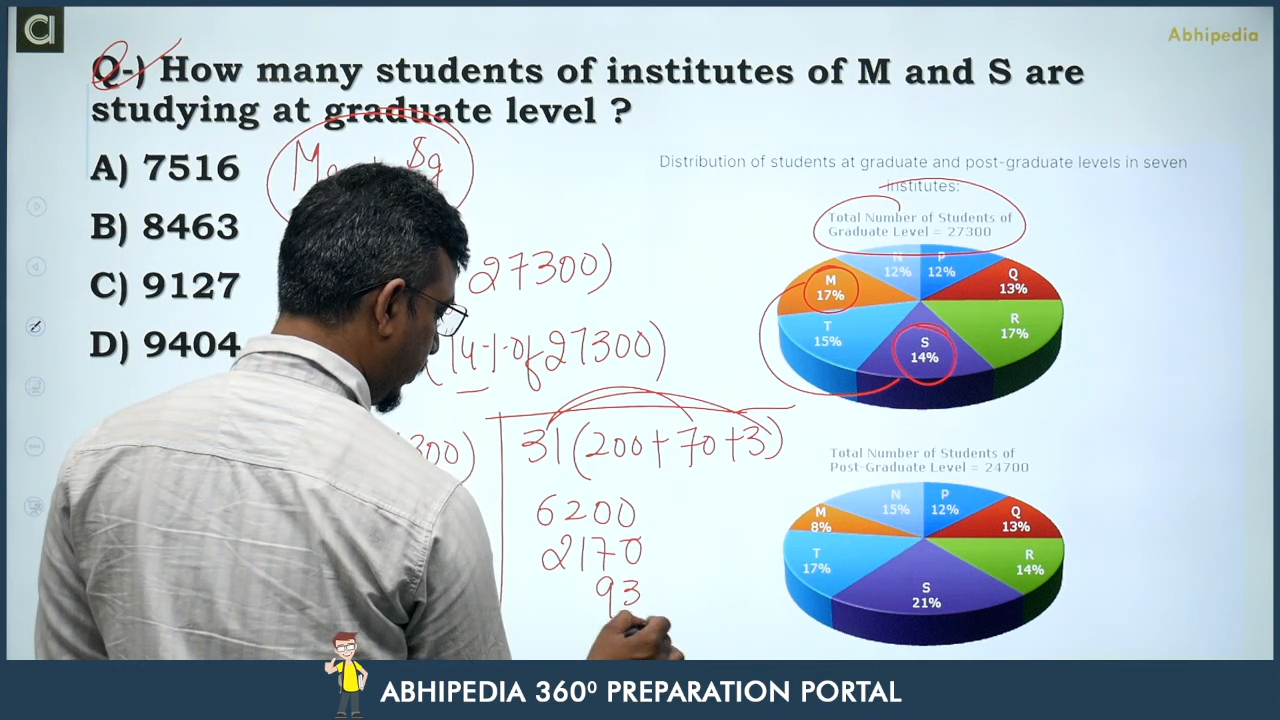 Abhipedia
Q-) How many students of institutes of M and S are
studying at graduate level ?
A) 7516
B) 8463
C) 9127
D) 9404
Sg
27300)
(14% of 27300)
300)
31(200+70+3)
6200
2170
93
Distribution of students at graduate and post-graduate levels in seven
institutes:
Total Number of Students of
Graduate Level = 27300
N
12%
P
12%
Q
13%
M
17%
R
17%
T
15%
S
14%
Total Number of Students of
Post-Graduate Level = 24700
N
15%
P
12%
M
8%
Q
13%
T
17%
R
14%
S
21%
ABHIPEDIA 360⁰ PREPARATION PORTAL